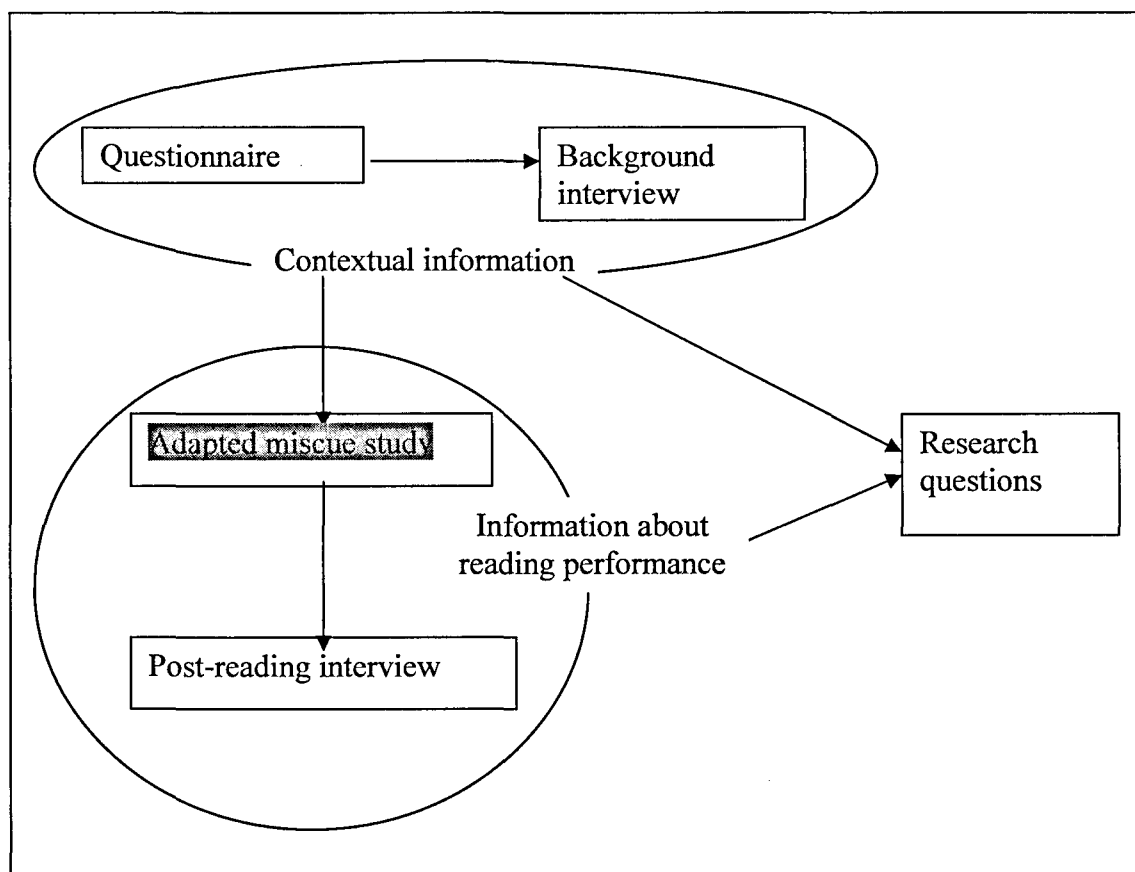 Questionnaire
Background
interview
Contextual information
Adapted miscue study
Research
questions
Information about
reading performance
Post-reading interview